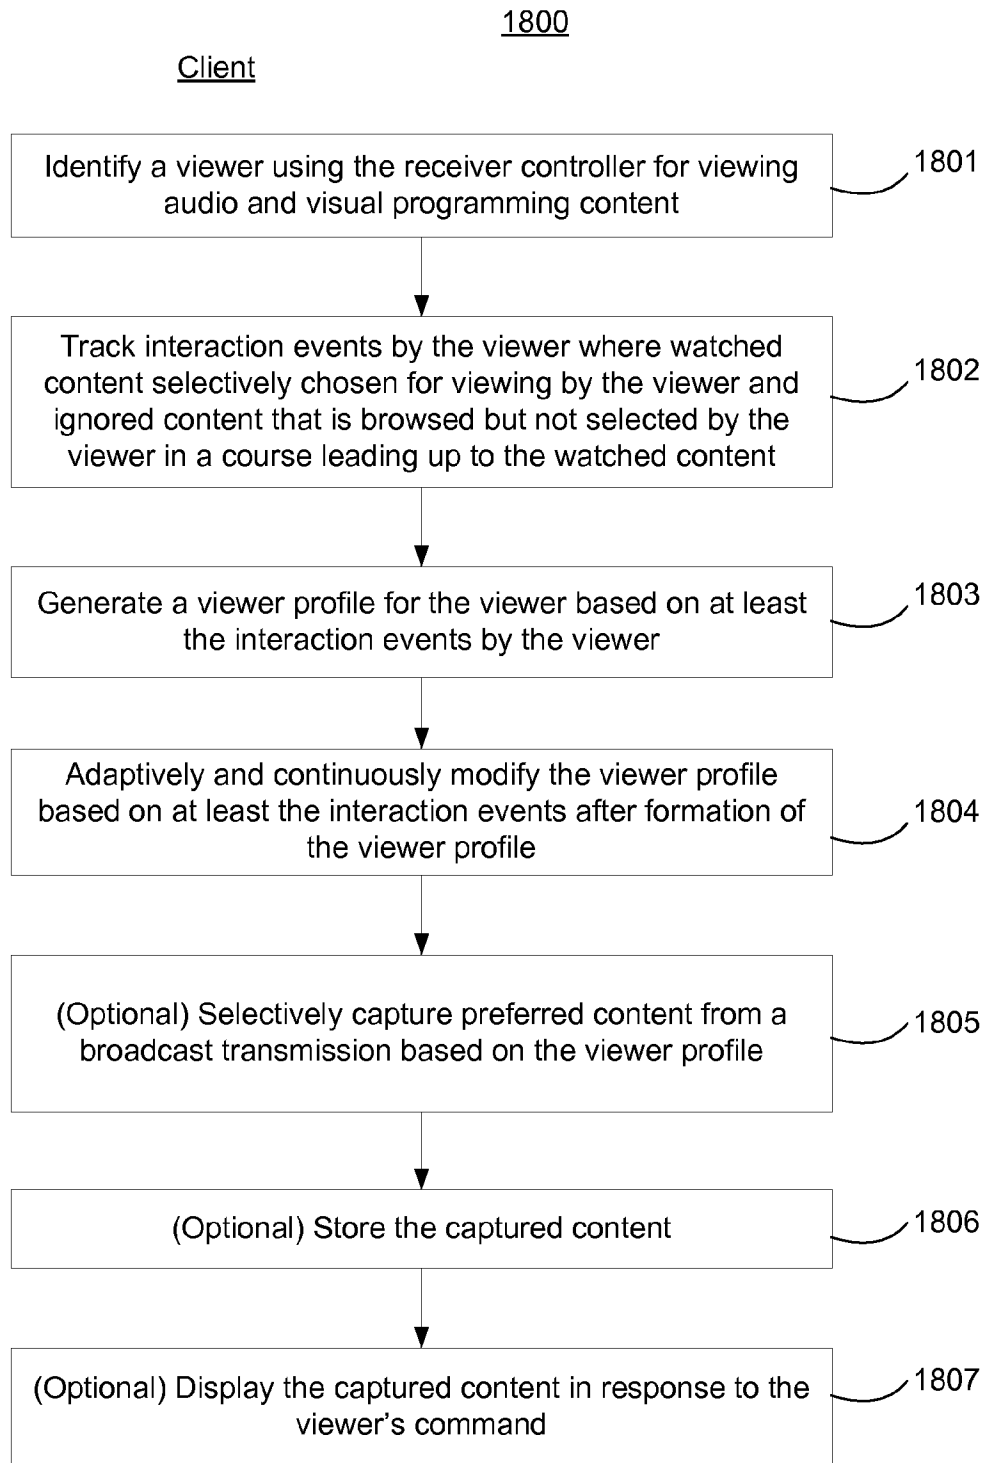 1800
Client
Identify a viewer using the receiver controller for viewing
audio and visual programming content
1801
Track interaction events by the viewer where watched
content selectively chosen for viewing by the viewer and
ignored content that is browsed but not selected by the
viewer in a course leading up to the watched content
1802
Generate a viewer profile for the viewer based on at least
the interaction events by the viewer
1803
Adaptively and continuously modify the viewer profile
based on at least the interaction events after formation of
the viewer profile
1804
(Optional) Selectively capture preferred content from a
broadcast transmission based on the viewer profile
1805
(Optional) Store the captured content
1806
(Optional) Display the captured content in response to the
viewer’s command
1807